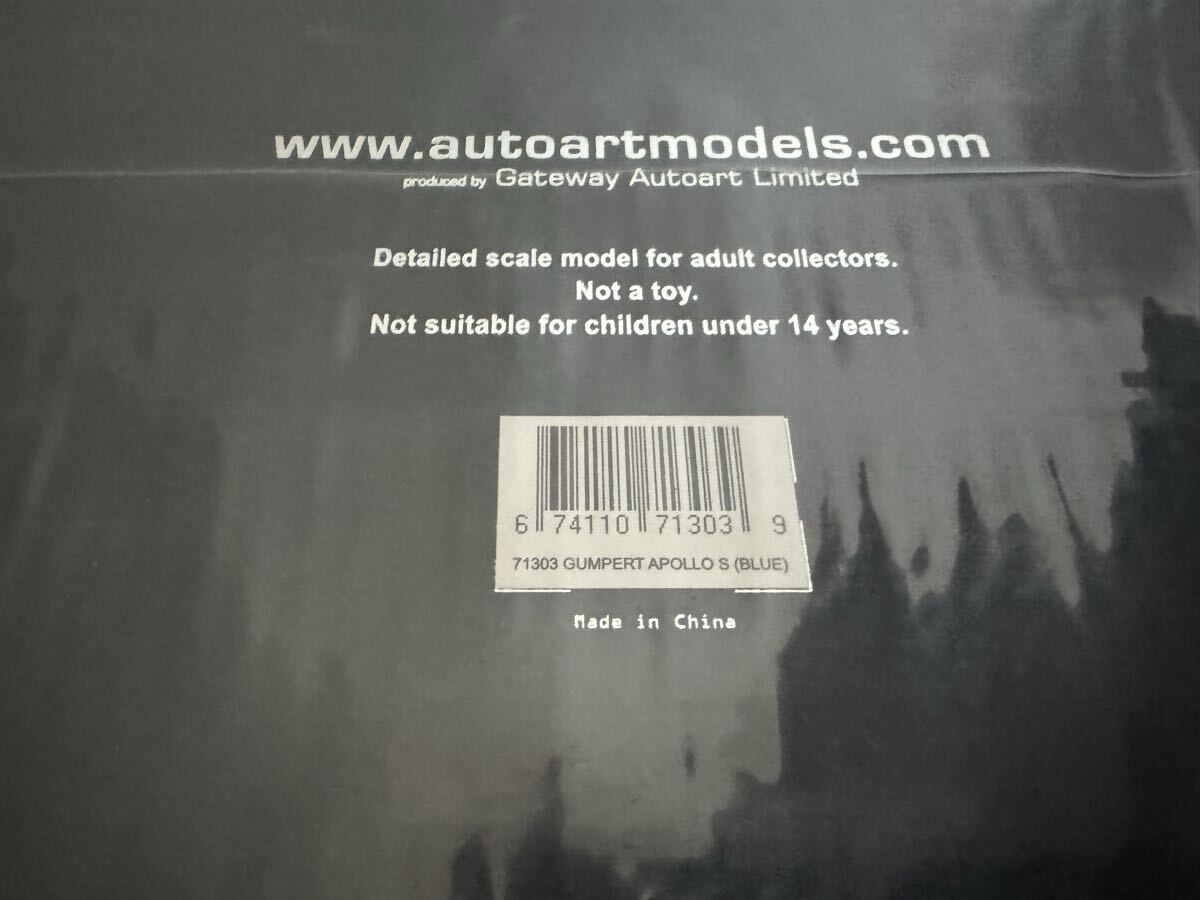 www.autoartmodels.com
produced by Gateway Autoart Limited
Detailed scale model for adult collectors.
Not a toy.
Not suitable for children under 14 years.
6 74110 71303 9
71303 GUMPERT APOLLO S (BLUE)
Made in China